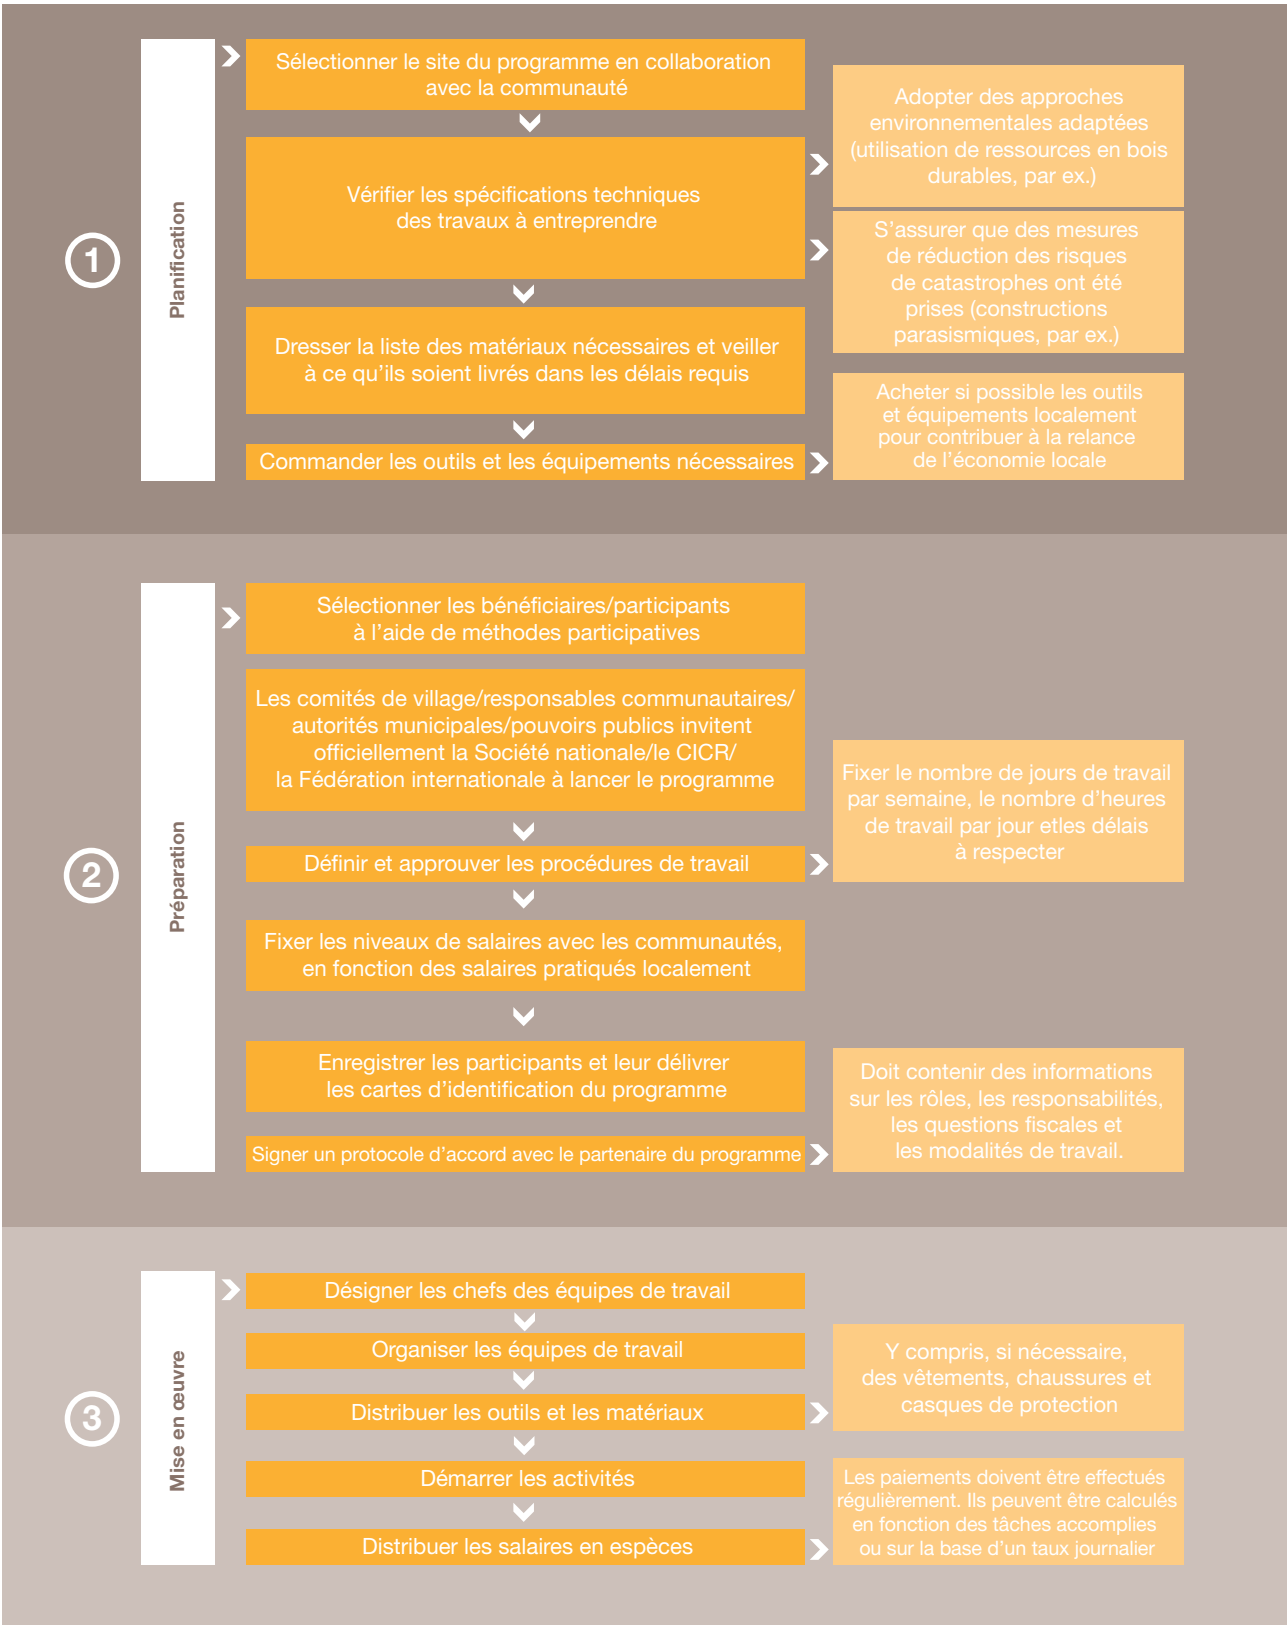 1
Planification
Sélectionner le site du programme en collaboration
avec la communauté
Vérifier les spécifications techniques
des travaux à entreprendre
Adopter des approches
environnementales adaptées
(utilisation de ressources en bois
durables, par ex.)
S'assurer que des mesures
de réduction des risques
de catastrophes ont été
prises (constructions
parasismiques, par ex.)
Dresser la liste des matériaux nécessaires et veiller
à ce qu'ils soient livrés dans les délais requis
Commander les outils et les équipements nécessaires
Acheter si possible les outils
et équipements localement
pour contribuer à la relance
de l'économie locale
2
Préparation
Sélectionner les bénéficiaires/participants
à l'aide de méthodes participatives
Les comités de village/responsables communautaires/
autorités municipales/pouvoirs publics invitent
officiellement la Société nationale/le CICR/
la Fédération internationale à lancer le programme
Définir et approuver les procédures de travail
Fixer le nombre de jours de travail
par semaine, le nombre d'heures
de travail par jour etles délais
à respecter
Fixer les niveaux de salaires avec les communautés,
en fonction des salaires pratiqués localement
Enregistrer les participants et leur délivrer
les cartes d'identification du programme
Signer un protocole d'accord avec le partenaire du programme
Doit contenir des informations
sur les rôles, les responsabilités,
les questions fiscales et
les modalités de travail.
3
Mise en œuvre
Désigner les chefs des équipes de travail
Organiser les équipes de travail
Distribuer les outils et les matériaux
Y compris, si nécessaire,
des vêtements, chaussures et
casques de protection
Démarrer les activités
Distribuer les salaires en espèces
Les paiements doivent être effectués
régulièrement. Ils peuvent être calculés
en fonction des tâches accomplies
ou sur la base d'un taux journalier